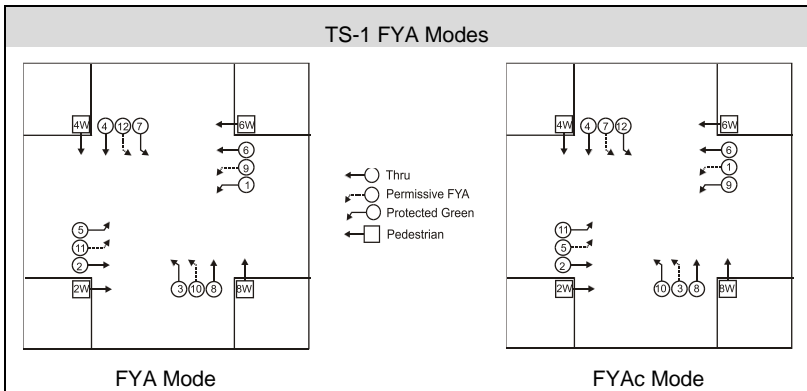 TS-1 FYA Modes
4W 4 12 7 6W
6
9
1
5
11
2
2W 3 10 8 8W
FYA Mode
Thru
Permissive FYA
Protected Green
Pedestrian
4W 4 7 12 6W
6
1
9
11
5
2
2W 10 3 8 8W
FYAc Mode